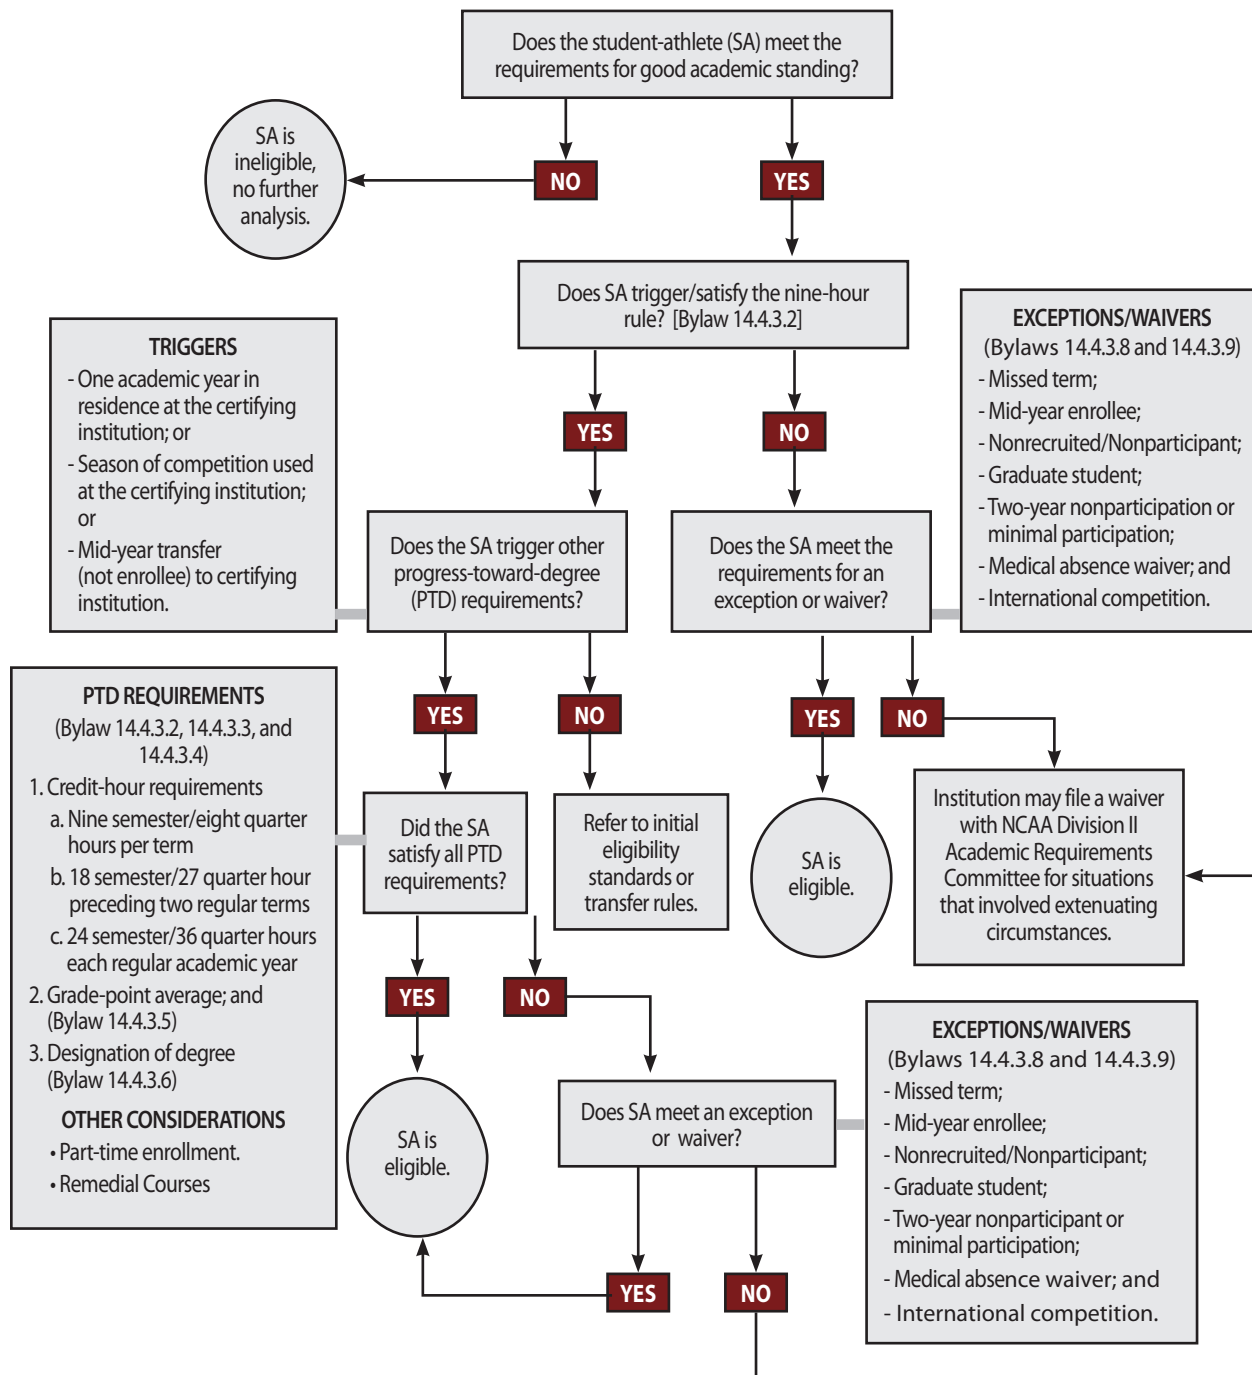 Does the student-athlete (SA) meet the
requirements for good academic standing?
SA is
ineligible,
no further
analysis.
NO
YES
Does SA trigger/satisfy the nine-hour
rule? [Bylaw 14.4.3.2]
TRIGGERS
- One academic year in
residence at the certifying
institution; or
- Season of competition used
at the certifying institution;
or
- Mid-year transfer
(not enrollee) to certifying
institution.
EXCEPTIONS/WAIVERS
(Bylaws 14.4.3.8 and 14.4.3.9)
- Missed term;
- Mid-year enrollee;
- Nonrecruited/Nonparticipant;
- Graduate student;
- Two-year nonparticipation or
minimal participation;
- Medical absence waiver; and
- International competition.
YES
NO
Does the SA trigger other
progress-toward-degree
(PTD) requirements?
Does the SA meet the
requirements for an
exception or waiver?
YES
NO
YES
NO
PTD REQUIREMENTS
(Bylaw 14.4.3.2, 14.4.3.3, and
14.4.3.4)
1. Credit-hour requirements
a. Nine semester/eight quarter
hours per term
b. 18 semester/27 quarter hour
preceding two regular terms
c. 24 semester/36 quarter hours
each regular academic year
2. Grade-point average; and
(Bylaw 14.4.3.5)
3. Designation of degree
(Bylaw 14.4.3.6)
OTHER CONSIDERATIONS
• Part-time enrollment.
• Remedial Courses
Did the SA
satisfy all PTD
requirements?
Refer to initial
eligibility
standards or
transfer rules.
SA is
eligible.
Institution may file a waiver
with NCAA Division II
Academic Requirements
Committee for situations
that involved extenuating
circumstances.
YES
NO
SA is
eligible.
Does SA meet an exception
or waiver?
EXCEPTIONS/WAIVERS
(Bylaws 14.4.3.8 and 14.4.3.9)
- Missed term;
- Mid-year enrollee;
- Nonrecruited/Nonparticipant;
- Graduate student;
- Two-year nonparticipant or
minimal participation;
- Medical absence waiver; and
- International competition.
YES
NO